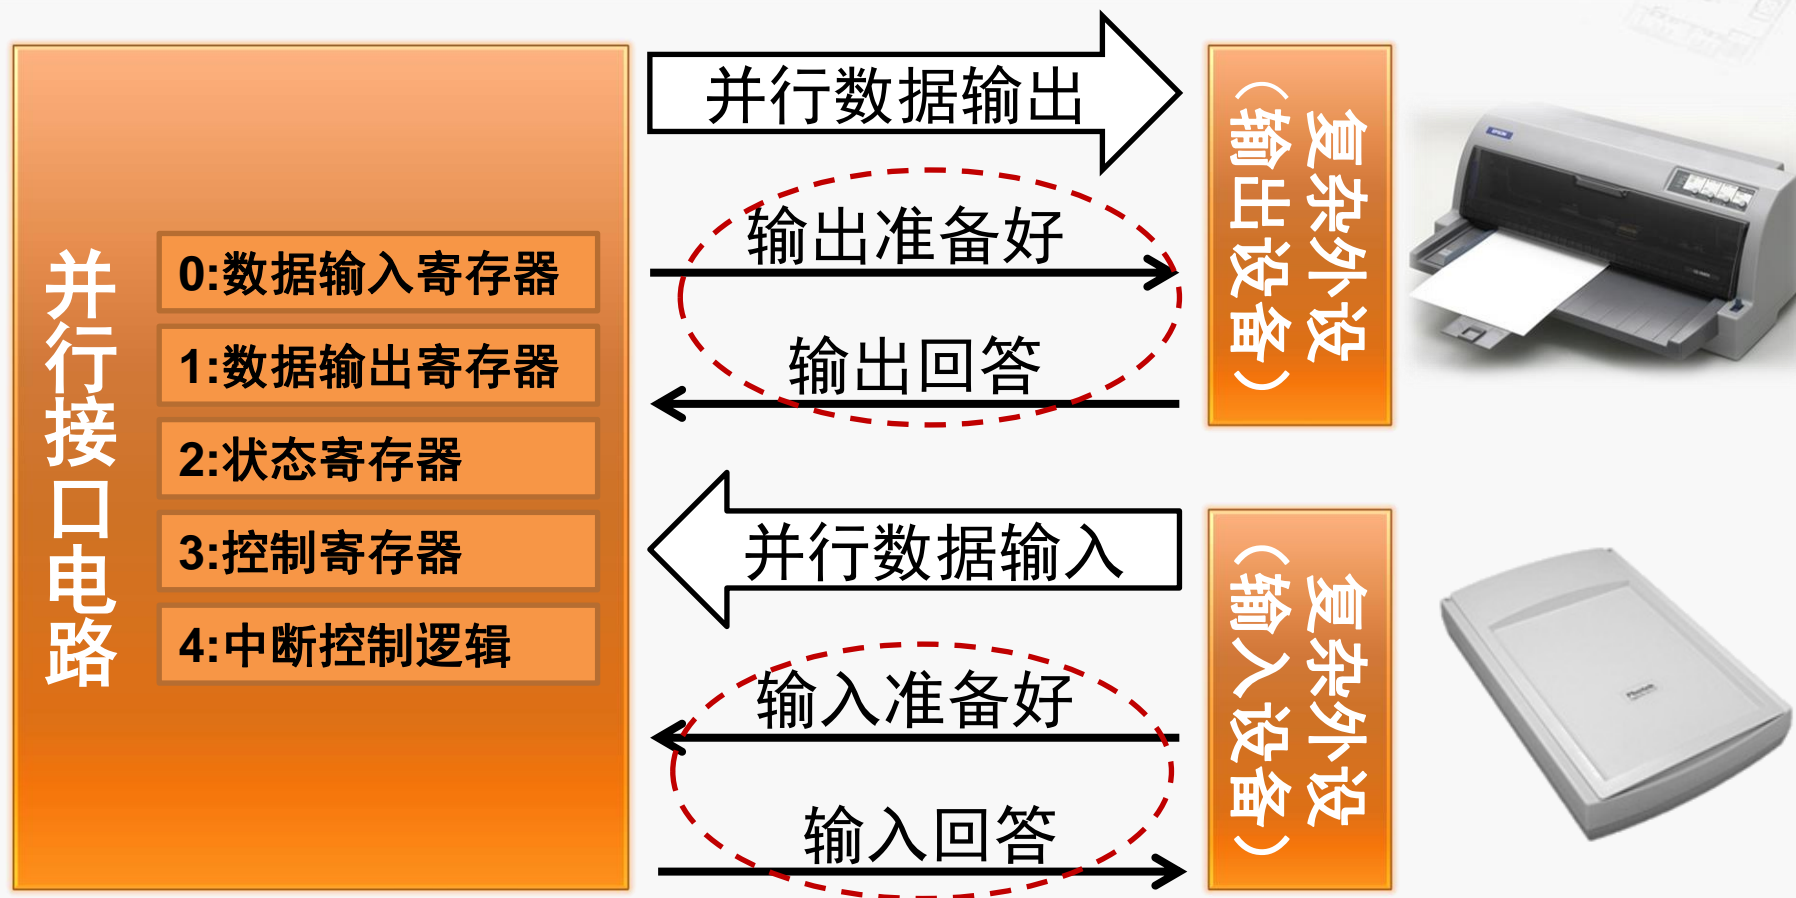 并行接口电路
0:数据输入寄存器
1:数据输出寄存器
2:状态寄存器
3:控制寄存器
4:中断控制逻辑
并行数据输出
输出准备好
输出回答
复杂外设
（输出设备）
EPSON
并行数据输入
输入准备好
输入回答
复杂外设
（输入设备）